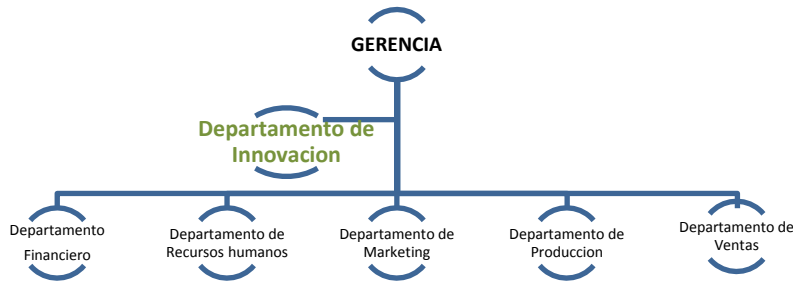 GERENCIA
Departamento de
Innovacion
Departamento
Financiero
Departamento de
Recursos humanos
Departamento de
Marketing
Departamento de
Produccion
Departamento de
Ventas